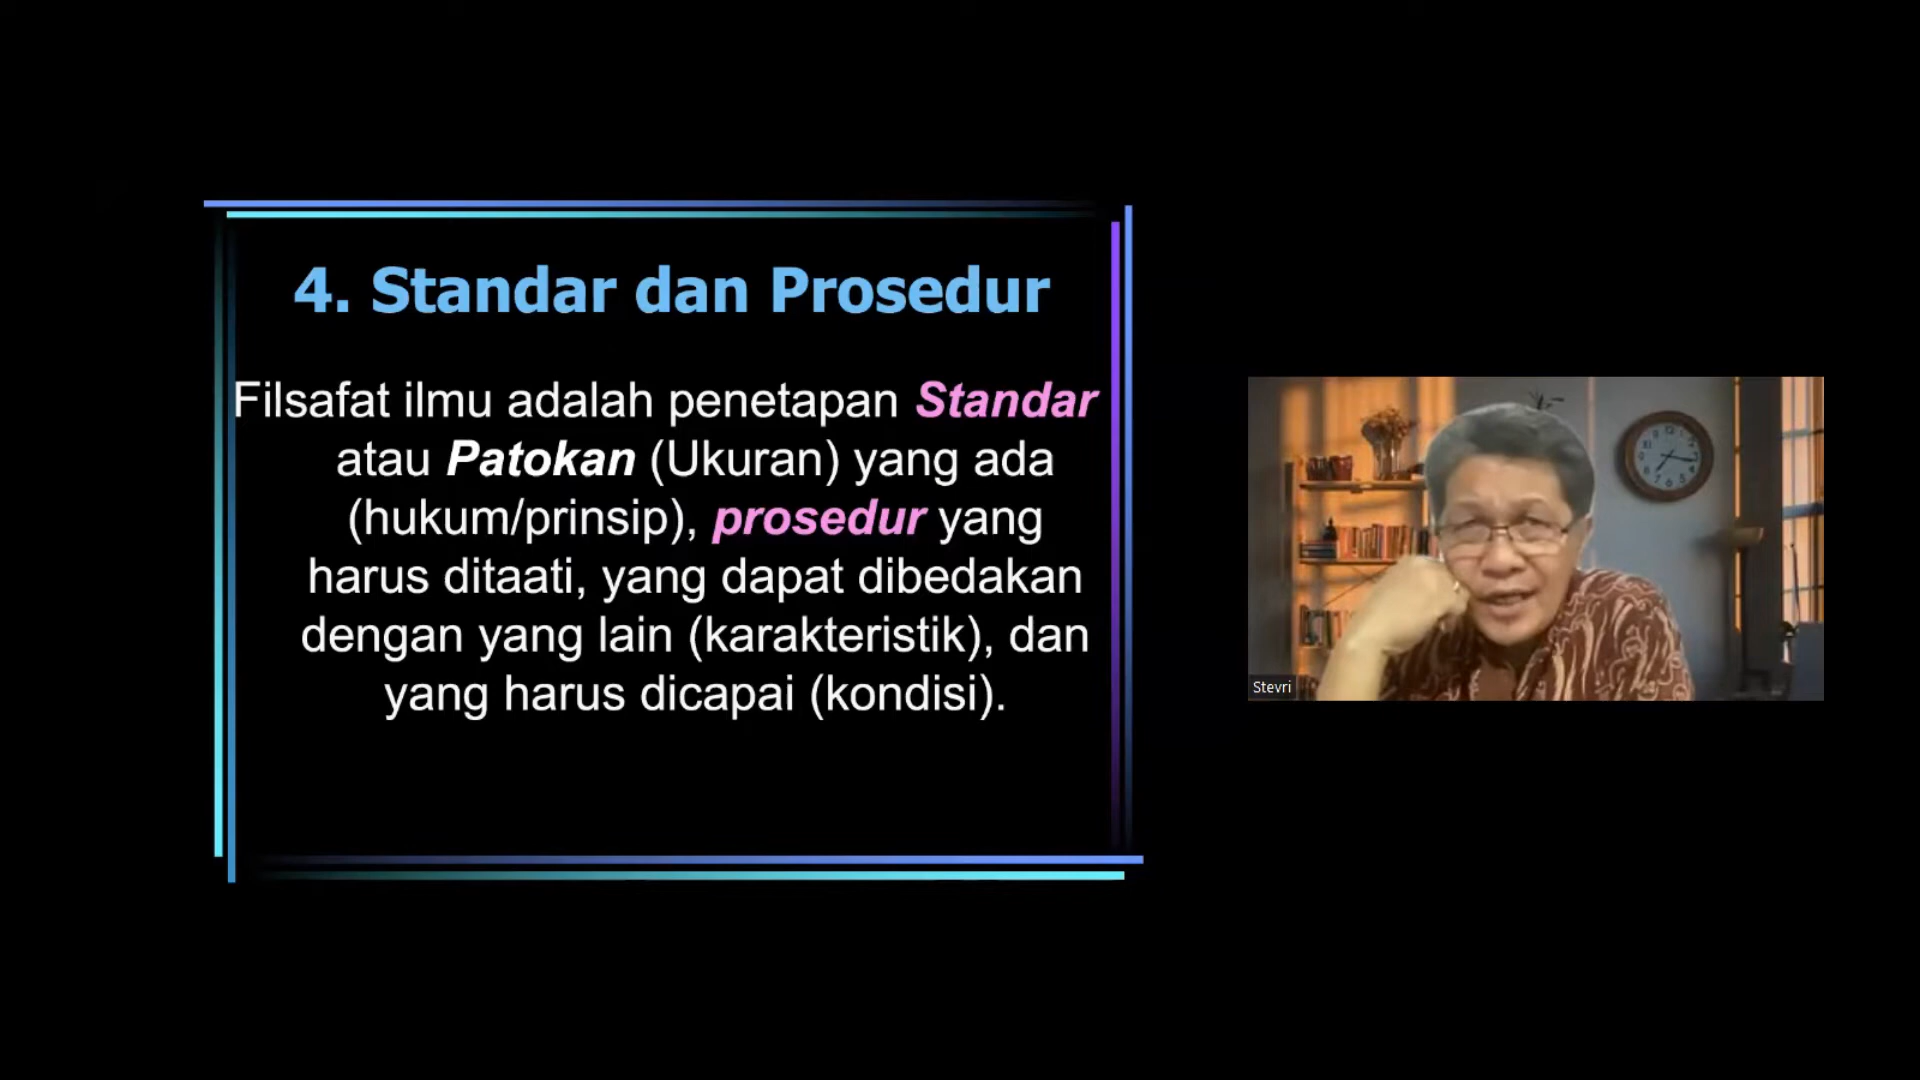 4. Standar dan Prosedur
Filsafat ilmu adalah penetapan Standar
atau Patokan (Ukuran) yang ada
(hukum/prinsip), prosedur yang
harus ditaati, yang dapat dibedakan
dengan yang lain (karakteristik), dan
yang harus dicapai (kondisi).
Stevri